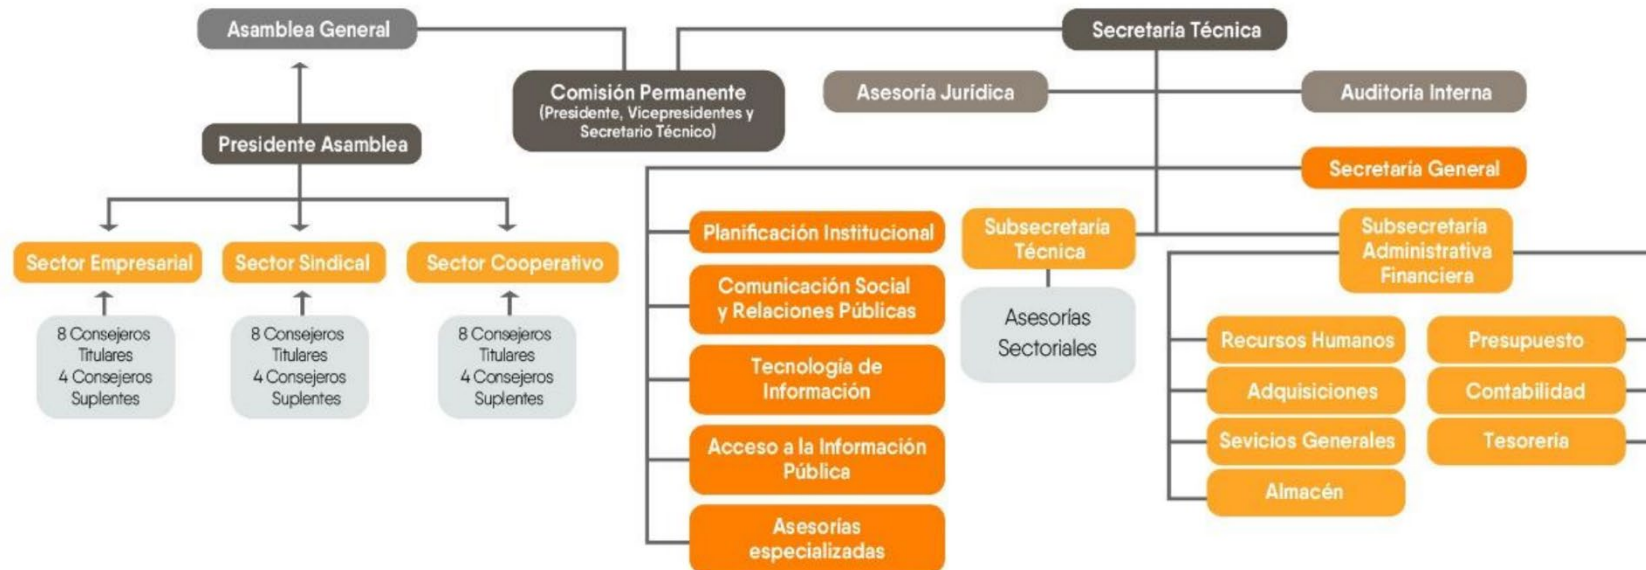 Asamblea General
Secretaría Técnica
Comisión Permanente
(Presidente, Vicepresidentes y
Secretario Técnico)
Asesoría Jurídica
Auditoria Interna
Presidente Asamblea
Secretaría General
Sector Empresarial
Sector Sindical
Sector Cooperativo
8 Consejeros
Titulares
4 Consejeros
Suplentes
8 Consejeros
Titulares
4 Consejeros
Suplentes
8 Consejeros
Titulares
4 Consejeros
Suplentes
Planificación Institucional
Comunicación Social
y Relaciones Públicas
Tecnología de
Información
Acceso a la Información
Pública
Asesorías
especializadas
Subsecretaría
Técnica
Asesorías
Sectoriales
Subsecretaría
Administrativa
Financiera
Recursos Humanos
Adquisiciones
Sevicios Generales
Almacén
Presupuesto
Contabilidad
Tesorería